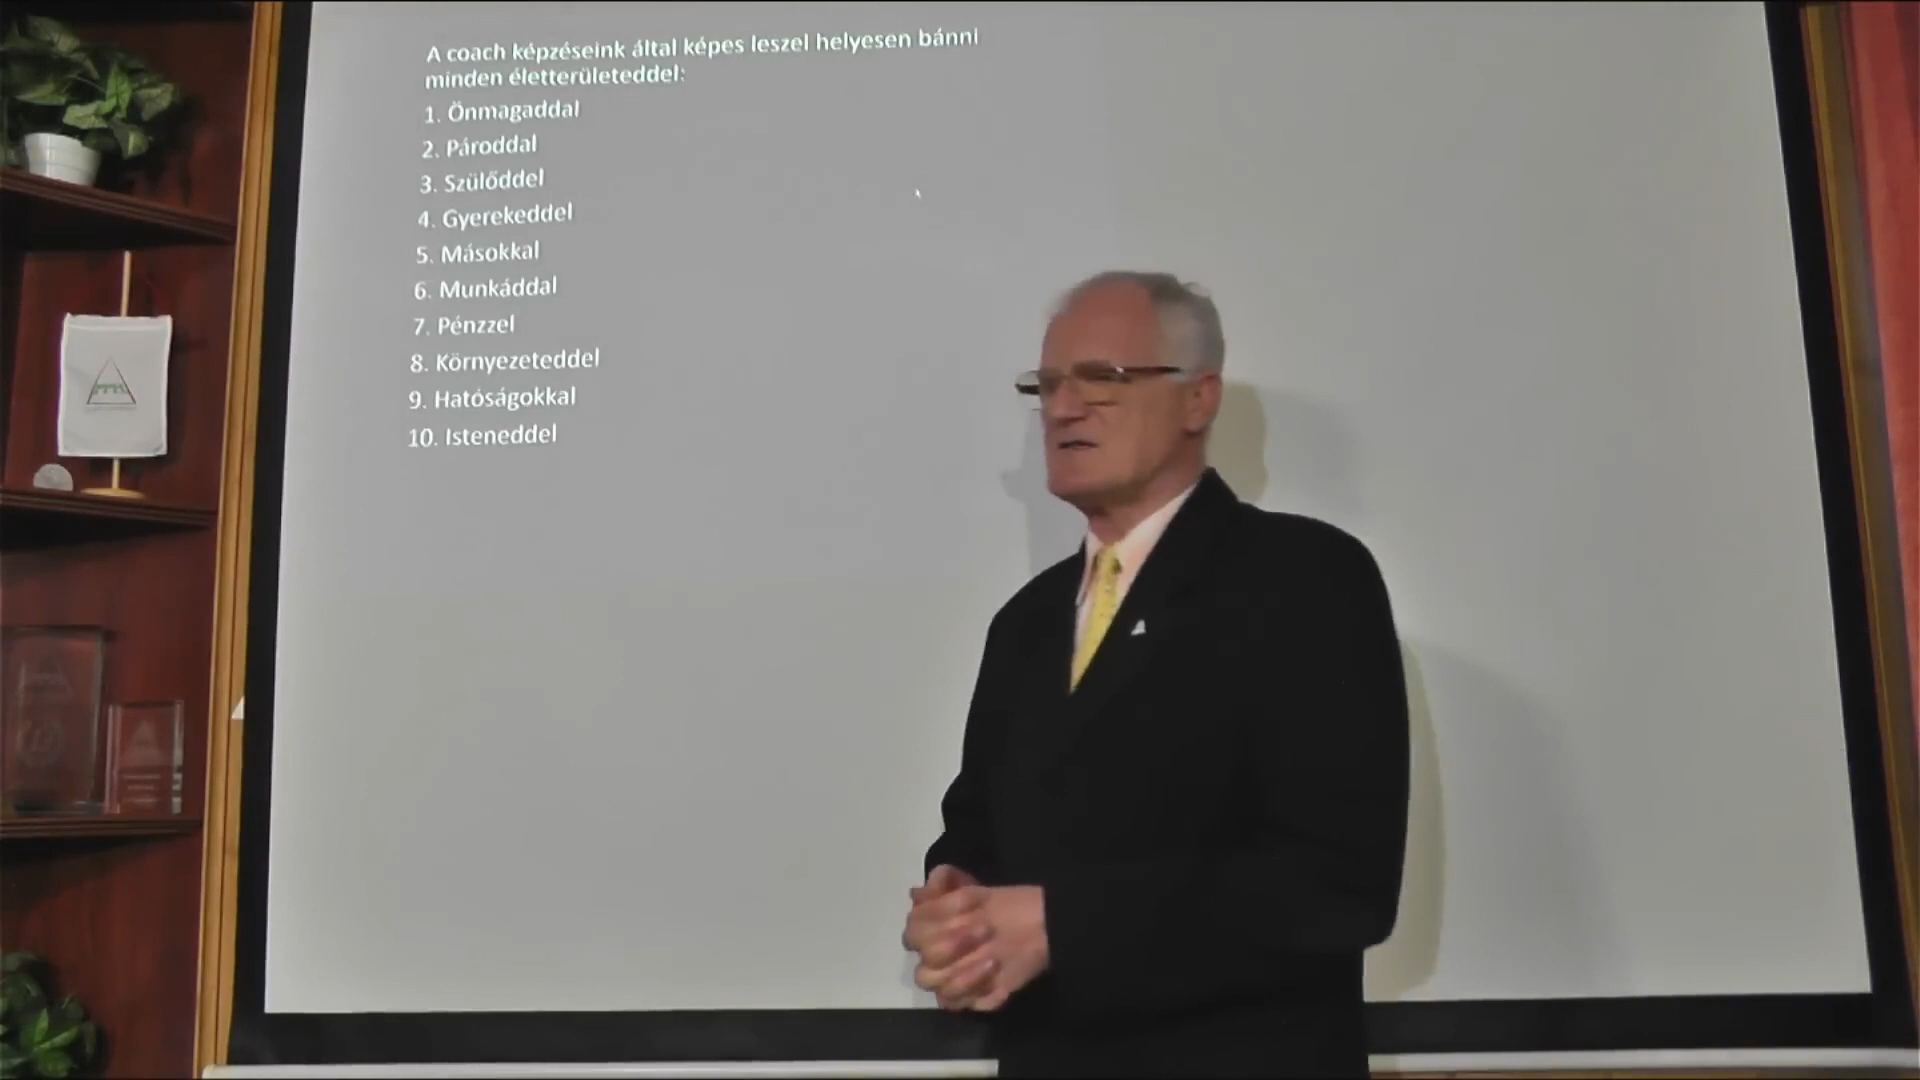 A coach képzéseink által képes leszel helyesen bánni
minden életterületeddel:
1. Önmagaddal
2. Pároddal
3. Szülőddel
4. Gyerekeddel
5. Másokkal
6. Munkáddal
7. Pénzzel
8. Környezeteddel
9. Hatóságokkal
10. Isteneddel